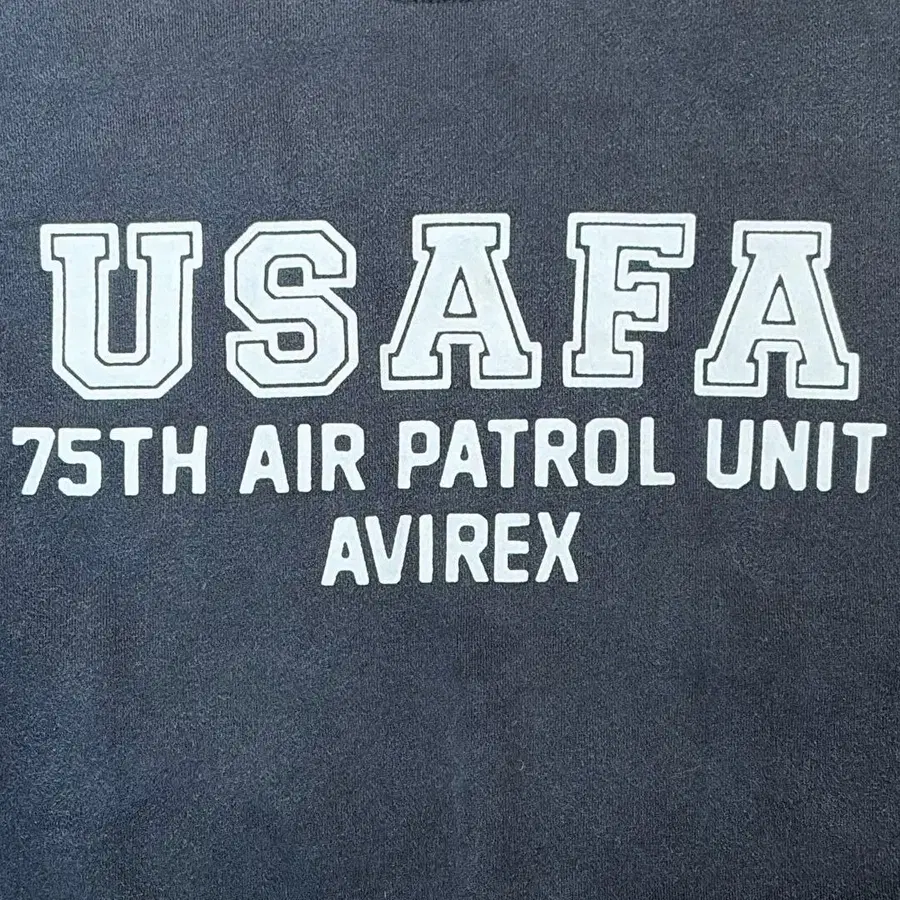 USAFA
75TH AIR PATROL UNIT
AVIREX